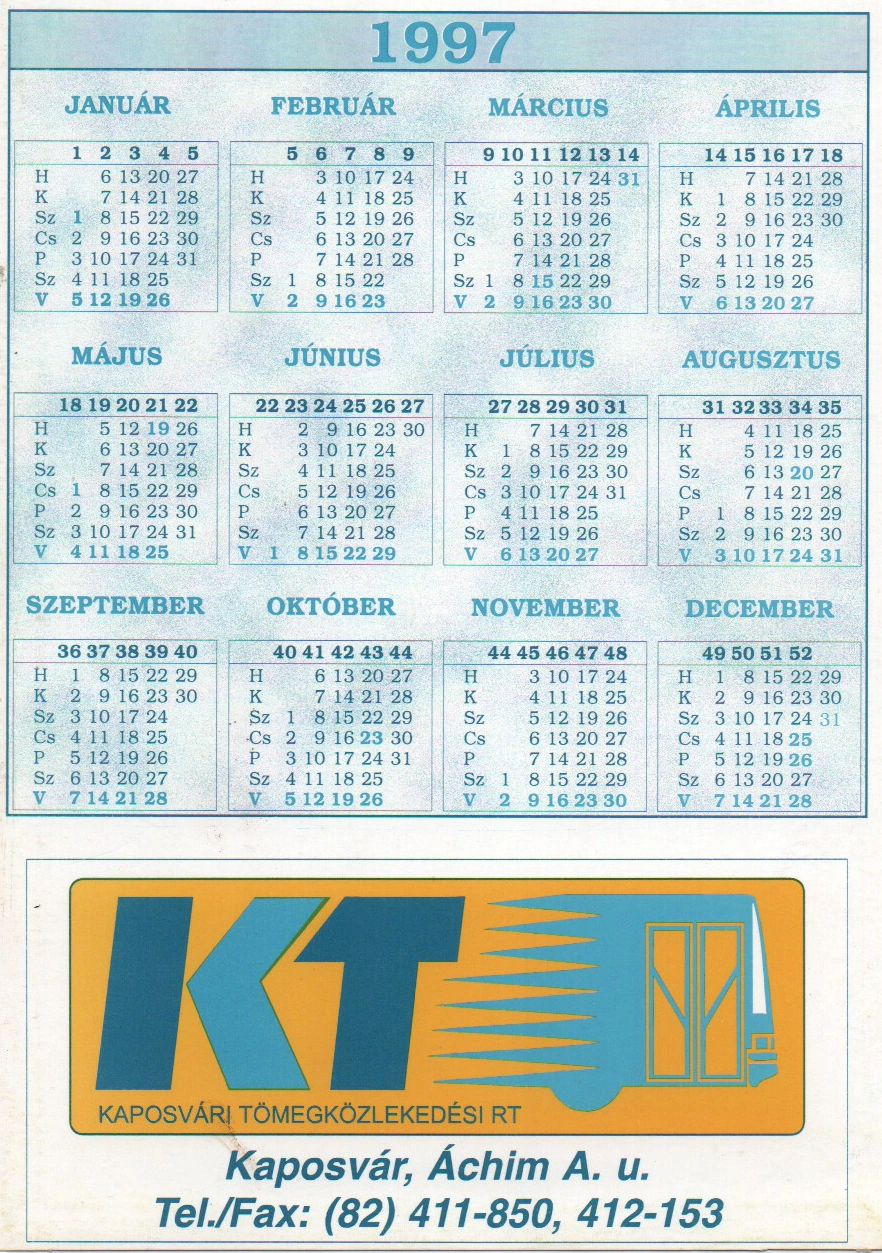 1997
JANUÁR FEBRUÁR MÁRCIUS ÁPRILIS
1 2 3 4 5 5 6 7 8 9 9 10 11 12 13 14 14 15 16 17 18
H 6 13 20 27 H 3 10 17 24 H 3 10 17 24 31 H 7 14 21 28
K 7 14 21 28 K 4 11 18 25 K 4 11 18 25 K 1 8 15 22 29
Sz 1 8 15 22 29 Sz 5 12 19 26 Sz 5 12 19 26 Sz 2 9 16 23 30
Cs 2 9 16 23 30 Cs 6 13 20 27 Cs 6 13 20 27 Cs 3 10 17 24
P 3 10 17 24 31 P 7 14 21 28 P 7 14 21 28 P 4 11 18 25
Sz 4 11 18 25 Sz 1 8 15 22 Sz 1 8 15 22 29 Sz 5 12 19 26
V 5 12 19 26 V 2 9 16 23 V 2 9 16 23 30 V 6 13 20 27
MÁJUS JÚNIUS JÚLIUS AUGUSZTUS
18 19 20 21 22 22 23 24 25 26 27 27 28 29 30 31 31 32 33 34 35
H 5 12 19 26 H 2 9 16 23 30 H 7 14 21 28 H 4 11 18 25
K 6 13 20 27 K 3 10 17 24 K 1 8 15 22 29 K 5 12 19 26
Sz 7 14 21 28 Sz 4 11 18 25 Sz 2 9 16 23 30 Sz 6 13 20 27
Cs 1 8 15 22 29 Cs 5 12 19 26 Cs 3 10 17 24 31 Cs 7 14 21 28
P 2 9 16 23 30 P 6 13 20 27 P 4 11 18 25 P 1 8 15 22 29
Sz 3 10 17 24 31 Sz 7 14 21 28 Sz 5 12 19 26 Sz 2 9 16 23 30
V 4 11 18 25 V 1 8 15 22 29 V 6 13 20 27 V 3 10 17 24 31
SZEPTEMBER OKTÓBER NOVEMBER DECEMBER
36 37 38 39 40 40 41 42 43 44 44 45 46 47 48 49 50 51 52
H 1 8 15 22 29 H 6 13 20 27 H 3 10 17 24 H 1 8 15 22 29
K 2 9 16 23 30 K 7 14 21 28 K 4 11 18 25 K 2 9 16 23 30
Sz 3 10 17 24 Sz 1 8 15 22 29 Sz 5 12 19 26 Sz 3 10 17 24 31
Cs 4 11 18 25 Cs 2 9 16 23 30 Cs 6 13 20 27 Cs 4 11 18 25
P 5 12 19 26 P 3 10 17 24 31 P 7 14 21 28 P 5 12 19 26
Sz 6 13 20 27 Sz 4 11 18 25 Sz 1 8 15 22 29 Sz 6 13 20 27
V 7 14 21 28 V 5 12 19 26 V 2 9 16 23 30 V 7 14 21 28
KT
KAPOSVÁRI TÖMEGKÖZLEKEDÉSI RT
Kaposvár, Áchim A. u.
Tel./Fax: (82) 411-850, 412-153